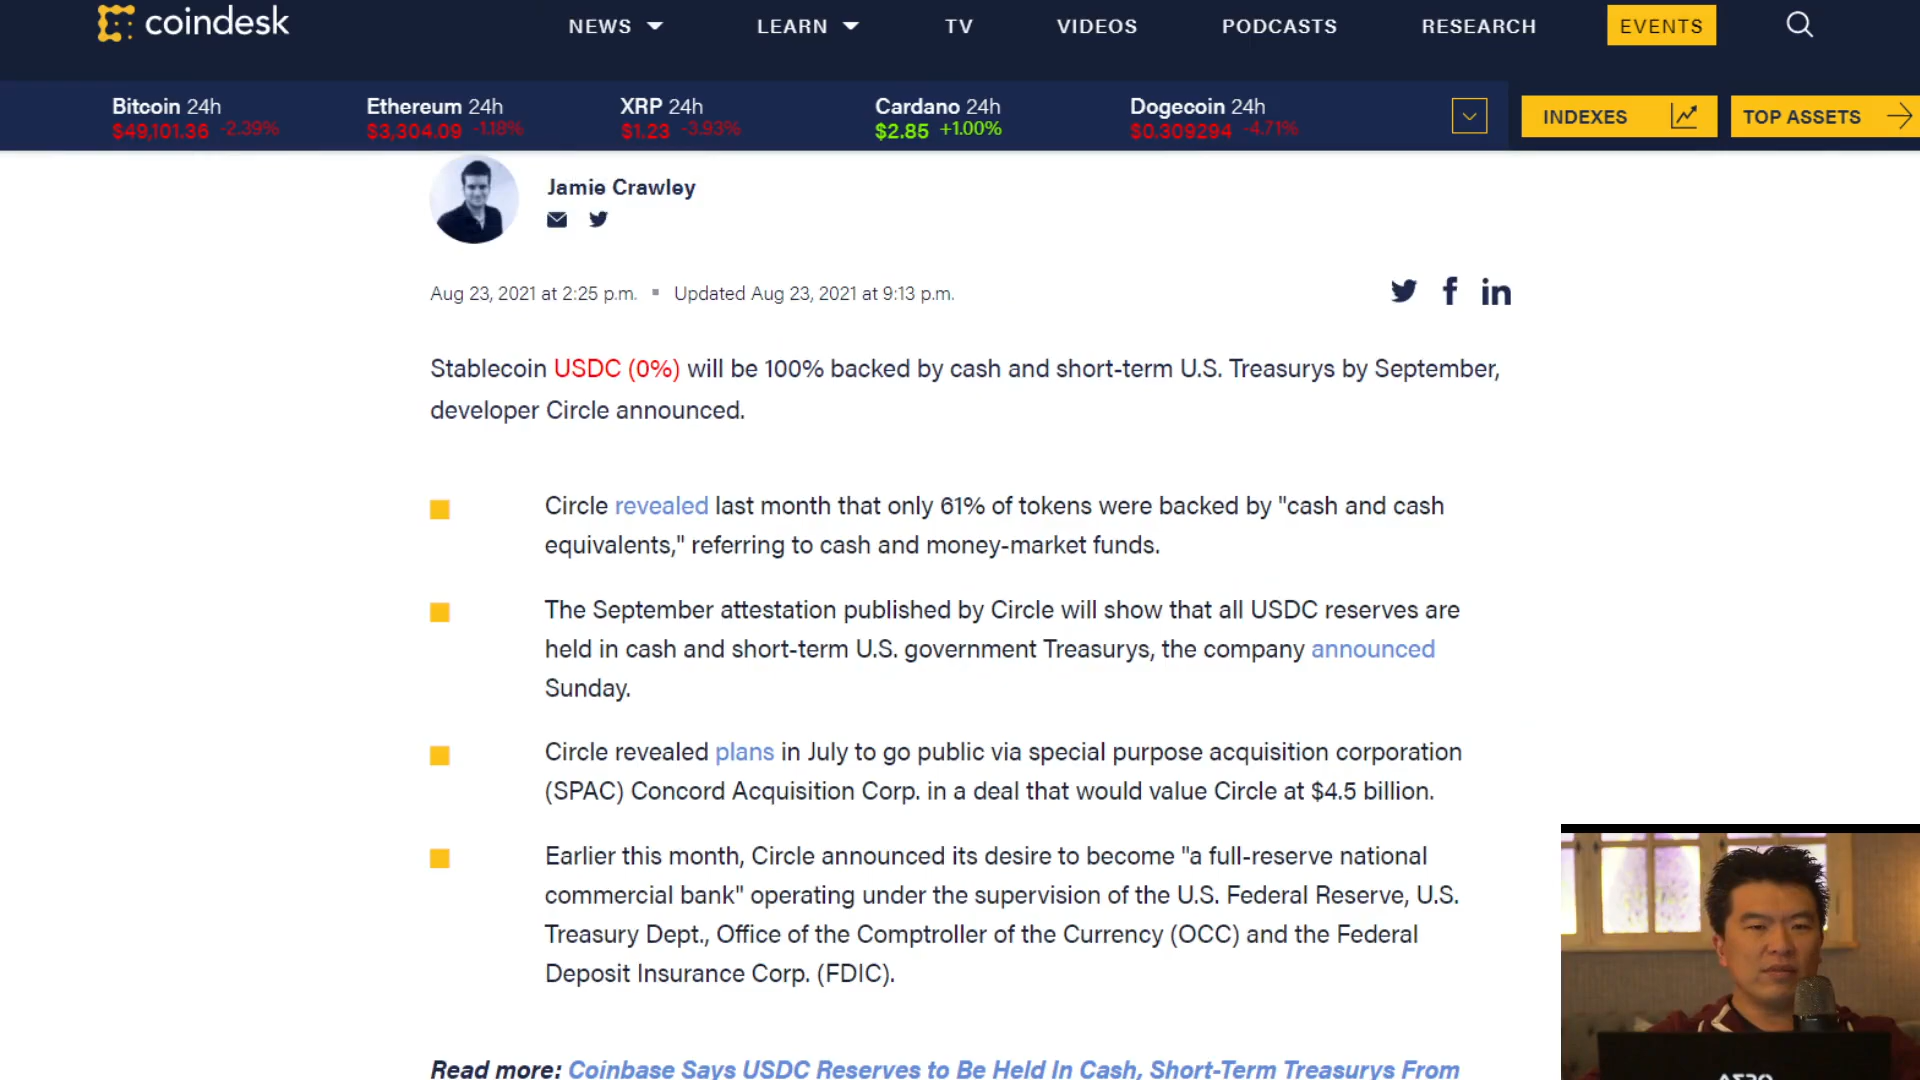 coindesk
NEWS LEARN TV VIDEOS PODCASTS RESEARCH EVENTS
Bitcoin 24h Ethereum 24h XRP 24h Cardano 24h Dogecoin 24h
$49,101.36 -2.39% $3,304.09 -1.18% $1.23 -3.93% $2.85 +1.00% $0.309294 -4.71%
INDEXES TOP ASSETS
Jamie Crawley
Aug 23, 2021 at 2:25 p.m. ▪ Updated Aug 23, 2021 at 9:13 p.m.
Stablecoin USDC (0%) will be 100% backed by cash and short-term U.S. Treasurys by September,
developer Circle announced.
Circle revealed last month that only 61% of tokens were backed by "cash and cash
equivalents," referring to cash and money-market funds.
The September attestation published by Circle will show that all USDC reserves are
held in cash and short-term U.S. government Treasurys, the company announced
Sunday.
Circle revealed plans in July to go public via special purpose acquisition corporation
(SPAC) Concord Acquisition Corp. in a deal that would value Circle at $4.5 billion.
Earlier this month, Circle announced its desire to become "a full-reserve national
commercial bank" operating under the supervision of the U.S. Federal Reserve, U.S.
Treasury Dept., Office of the Comptroller of the Currency (OCC) and the Federal
Deposit Insurance Corp. (FDIC).
Read more: Coinbase Says USDC Reserves to Be Held In Cash, Short-Term Treasurys From